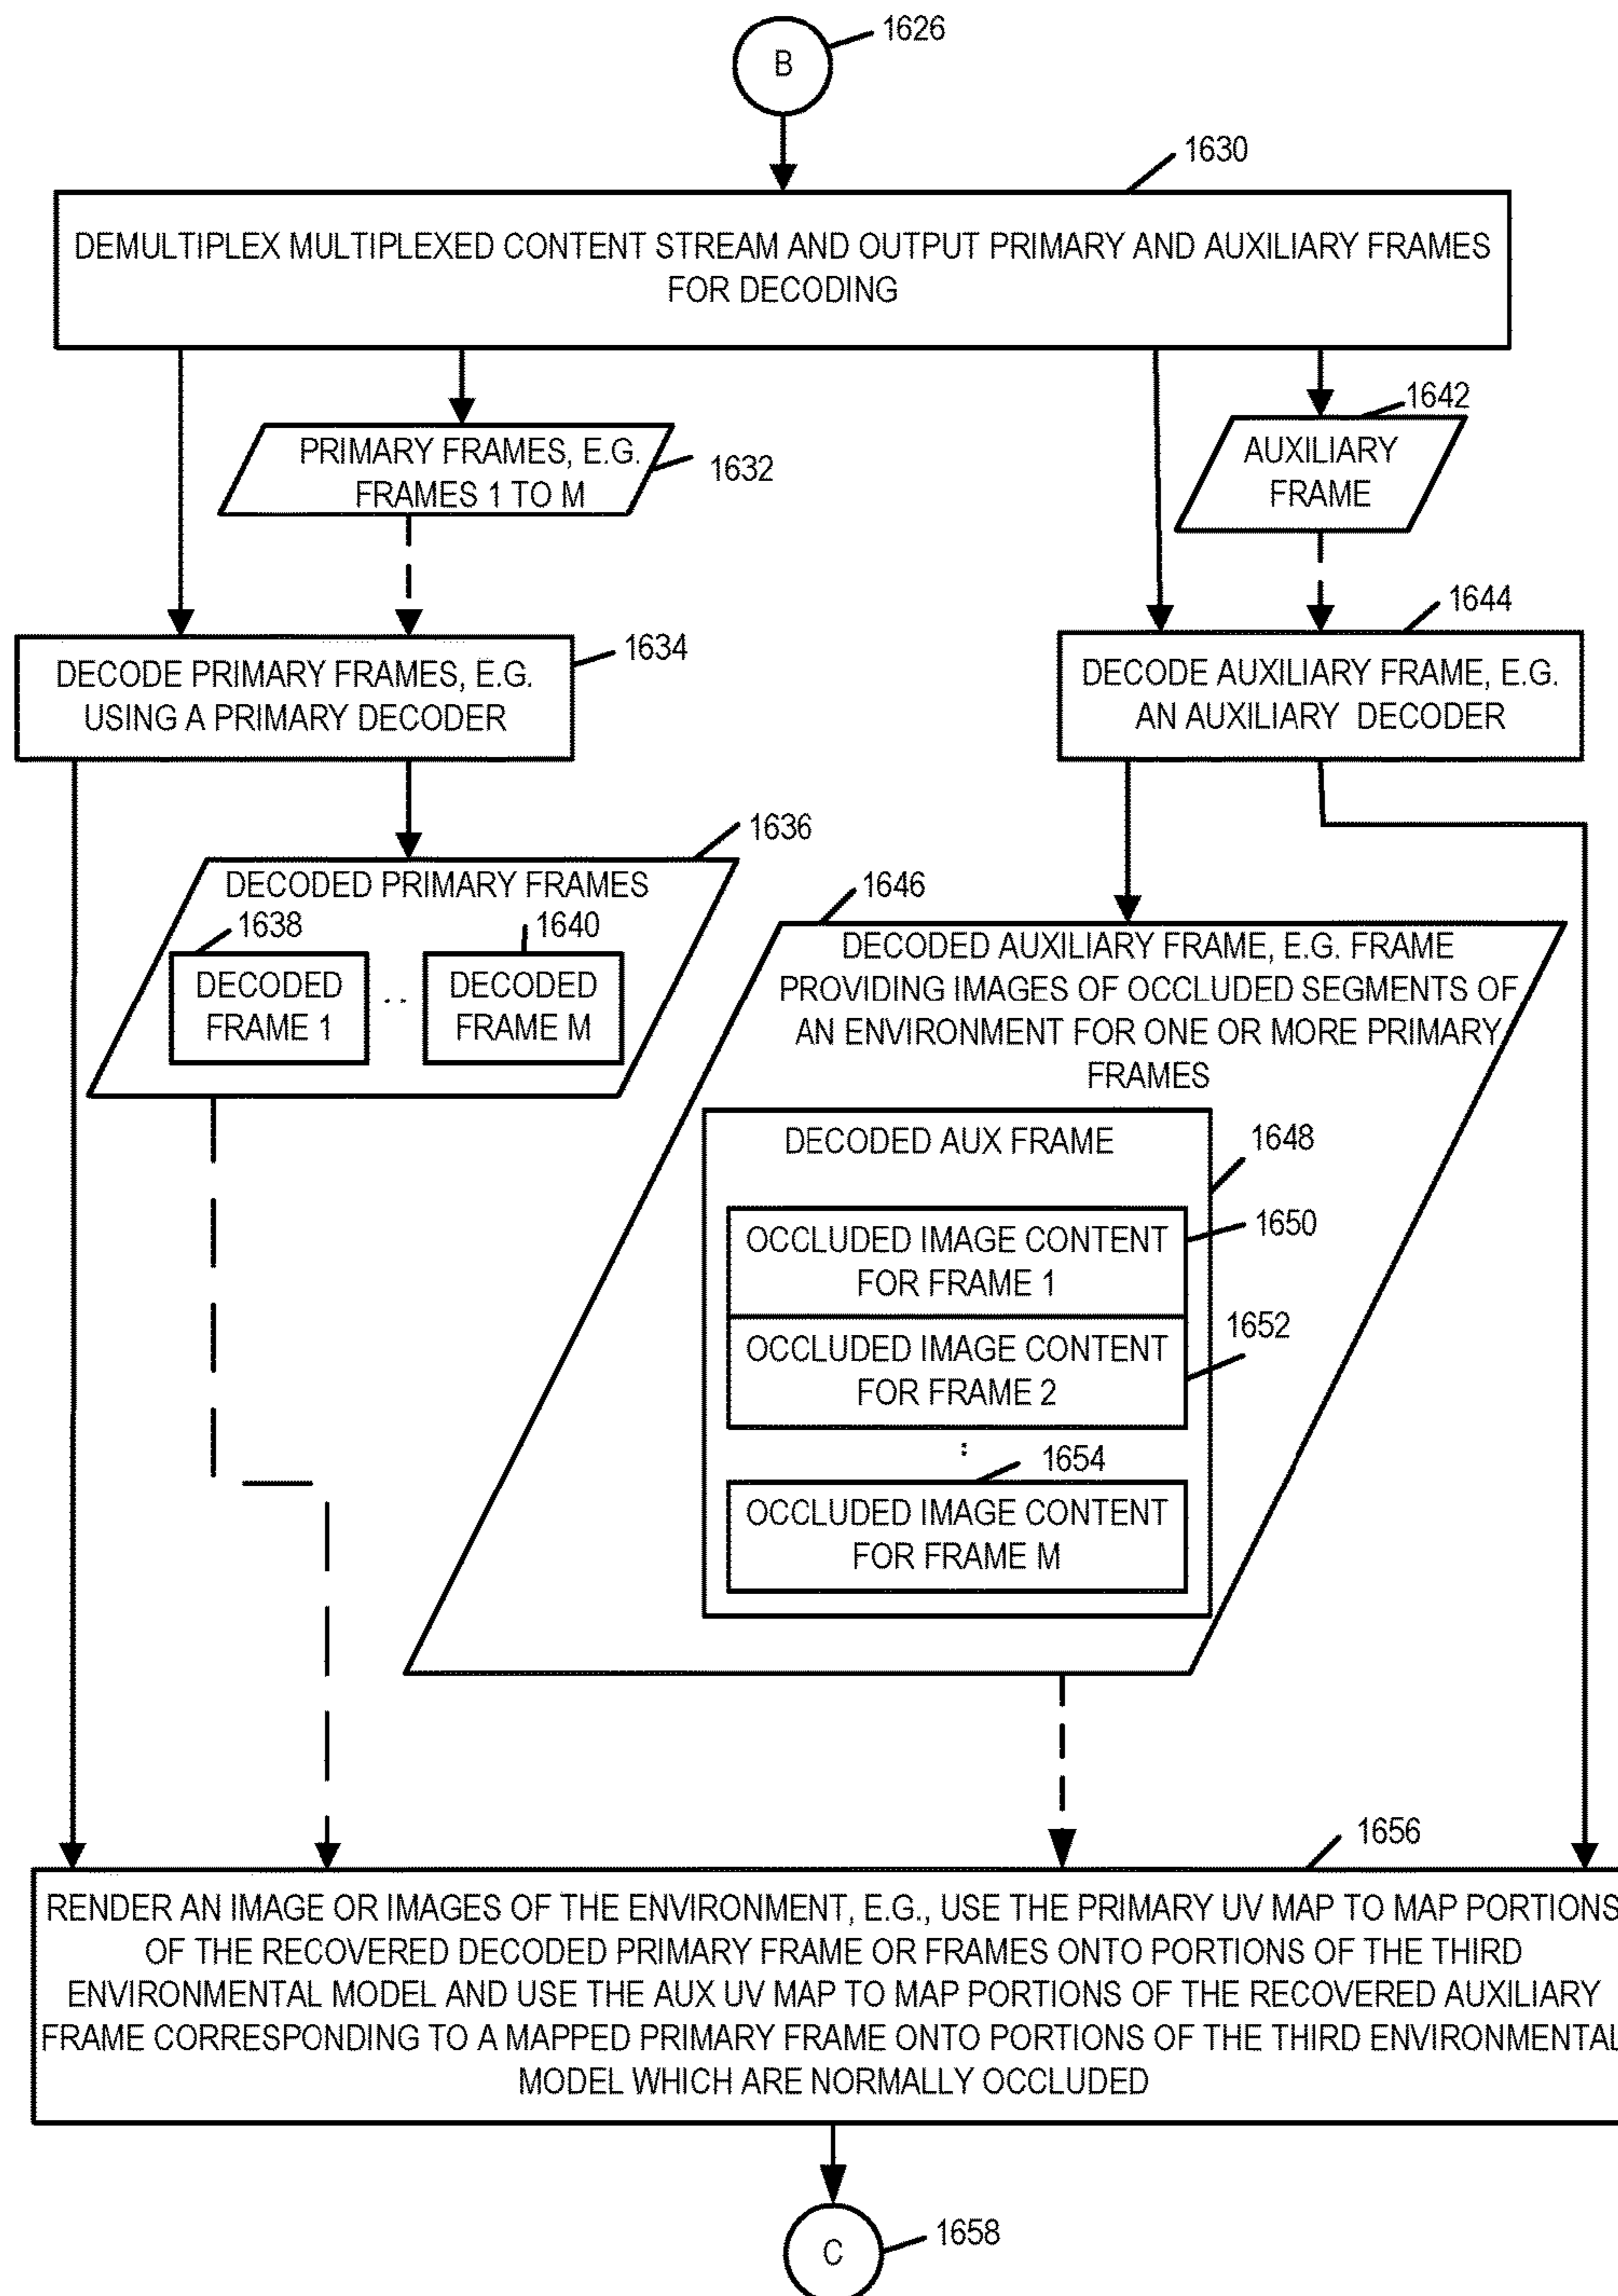 1626
B
1630
DEMULTIPLEX MULTIPLEXED CONTENT STREAM AND OUTPUT PRIMARY AND AUXILIARY FRAMES
FOR DECODING
PRIMARY FRAMES, E.G.
FRAMES 1 TO M
1632
1642
AUXILIARY
FRAME
1634
DECODE PRIMARY FRAMES, E.G.
USING A PRIMARY DECODER
1644
DECODE AUXILIARY FRAME, E.G.
AN AUXILIARY DECODER
1636
DECODED PRIMARY FRAMES
1638
1640
DECODED
FRAME 1
..
DECODED
FRAME M
1646
DECODED AUXILIARY FRAME, E.G. FRAME
PROVIDING IMAGES OF OCCLUDED SEGMENTS OF
AN ENVIRONMENT FOR ONE OR MORE PRIMARY
FRAMES
DECODED AUX FRAME
1648
OCCLUDED IMAGE CONTENT
FOR FRAME 1
1650
OCCLUDED IMAGE CONTENT
FOR FRAME 2
1652
:
1654
OCCLUDED IMAGE CONTENT
FOR FRAME M
1656
RENDER AN IMAGE OR IMAGES OF THE ENVIRONMENT, E.G., USE THE PRIMARY UV MAP TO MAP PORTIONS
OF THE RECOVERED DECODED PRIMARY FRAME OR FRAMES ONTO PORTIONS OF THE THIRD
ENVIRONMENTAL MODEL AND USE THE AUX UV MAP TO MAP PORTIONS OF THE RECOVERED AUXILIARY
FRAME CORRESPONDING TO A MAPPED PRIMARY FRAME ONTO PORTIONS OF THE THIRD ENVIRONMENTAL
MODEL WHICH ARE NORMALLY OCCLUDED
C
1658